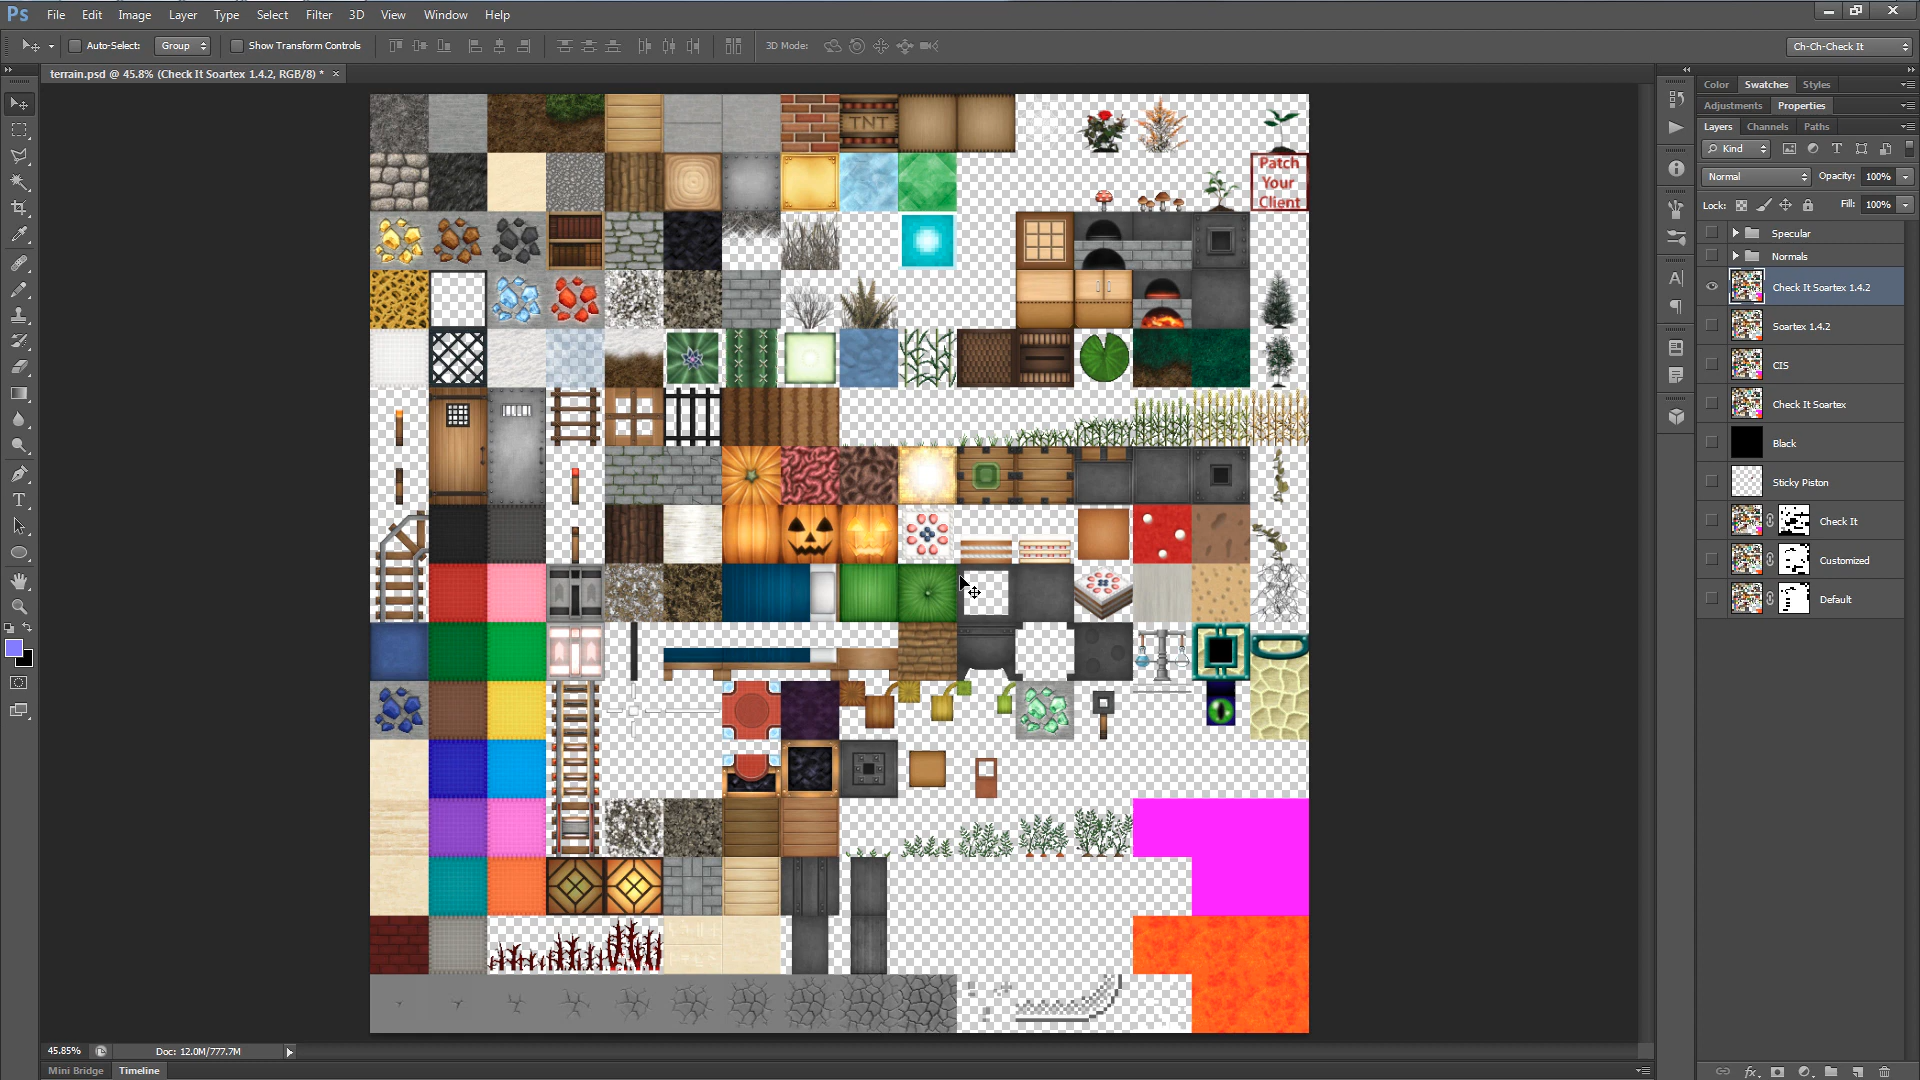 Ps File Edit Image Layer Type Select Filter 3D View Window Help
Auto-Select: Group Show Transform Controls 3D Mode: Ch-Ch-Check It
terrain.psd @ 45.8% (Check It Soartex 1.4.2, RGB/8) * ×
Color Swatches Styles
Adjustments Properties
Layers Channels Paths
Kind
Normal Opacity: 100%
Lock: Fill: 100%
Specular
Normals
Check It Soartex 1.4.2
Soartex 1.4.2
CIS
Check It Soartex
Black
Sticky Piston
Check It
Customized
Default
TNT
Patch
Your
Client
45.85% Doc: 12.0M/777.7M
Mini Bridge Timeline